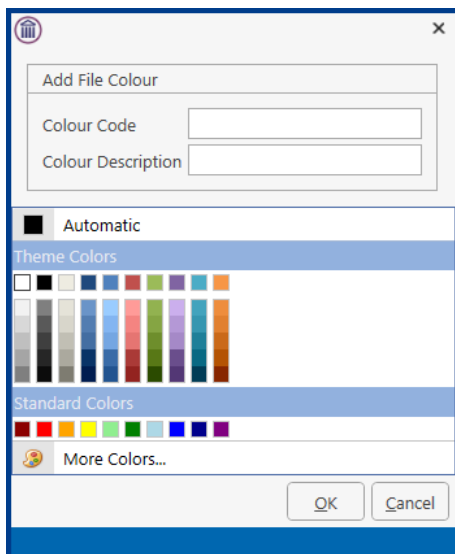 ×
Add File Colour
Colour Code
Colour Description
Automatic
Theme Colors
Standard Colors
More Colors...
OK Cancel